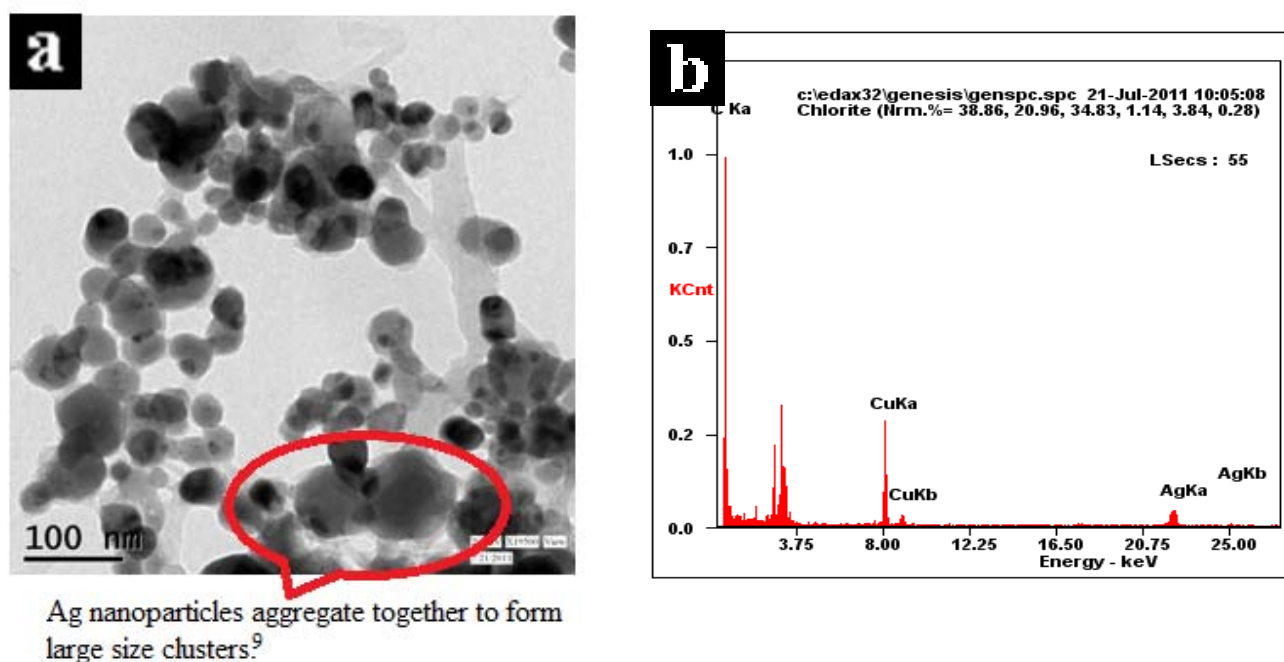 a
100 nm
X19500 View
Ag nanoparticles aggregate together to form
large size clusters.9
b
c:\edax32\genesis\genspc.spc 21-Jul-2011 10:05:08
Chlorite (Nrm.%= 38.86, 20.96, 34.83, 1.14, 3.84, 0.28)
C Ka
LSecs : 55
1.0
0.7
KCnt
0.5
0.2
0.0
CuKa
CuKb
AgKa
AgKb
3.75 8.00 12.25 16.50 20.75 25.00
Energy - keV